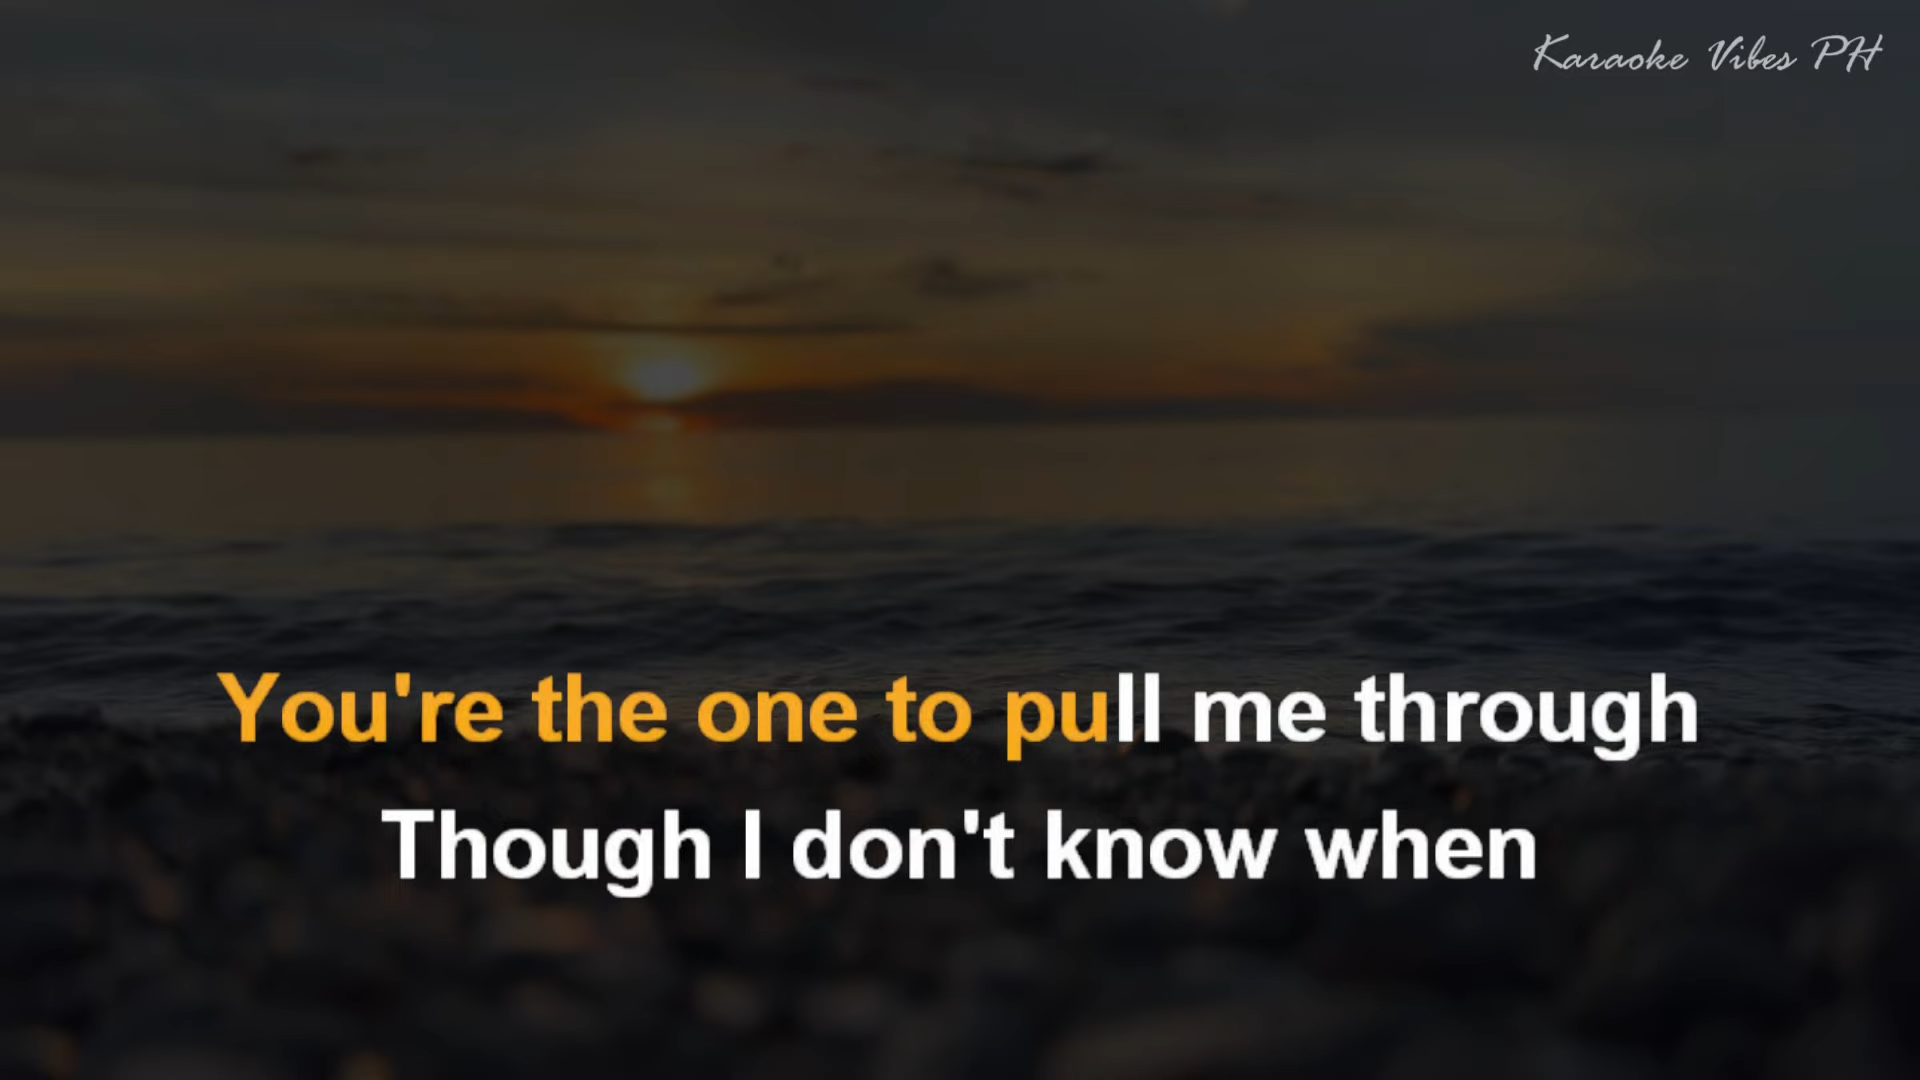 Karaoke Vibes PH
You're the one to pull me through
Though I don't know when